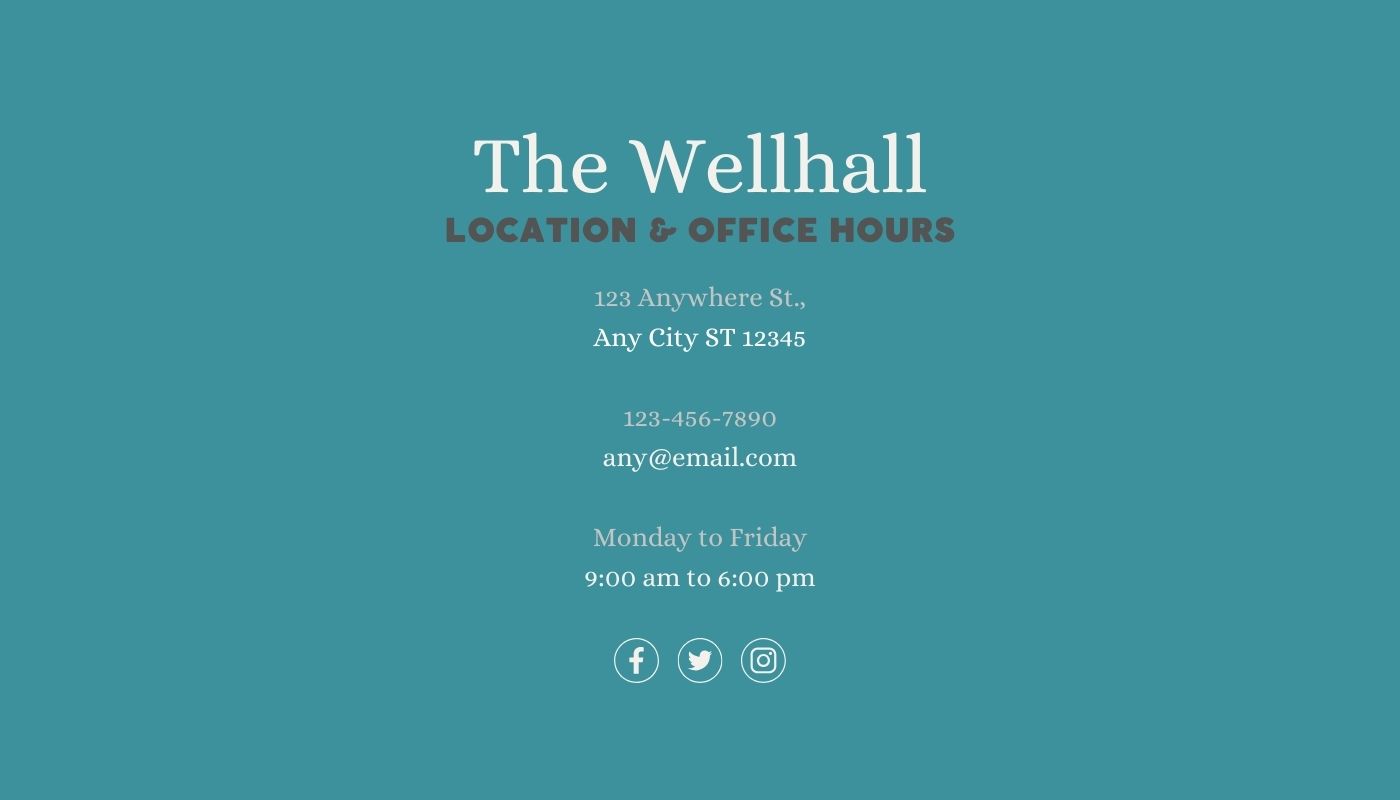 The Wellhall
LOCATION & OFFICE HOURS
123 Anywhere St.,
Any City ST 12345
123-456-7890
any@email.com
Monday to Friday
9:00 am to 6:00 pm